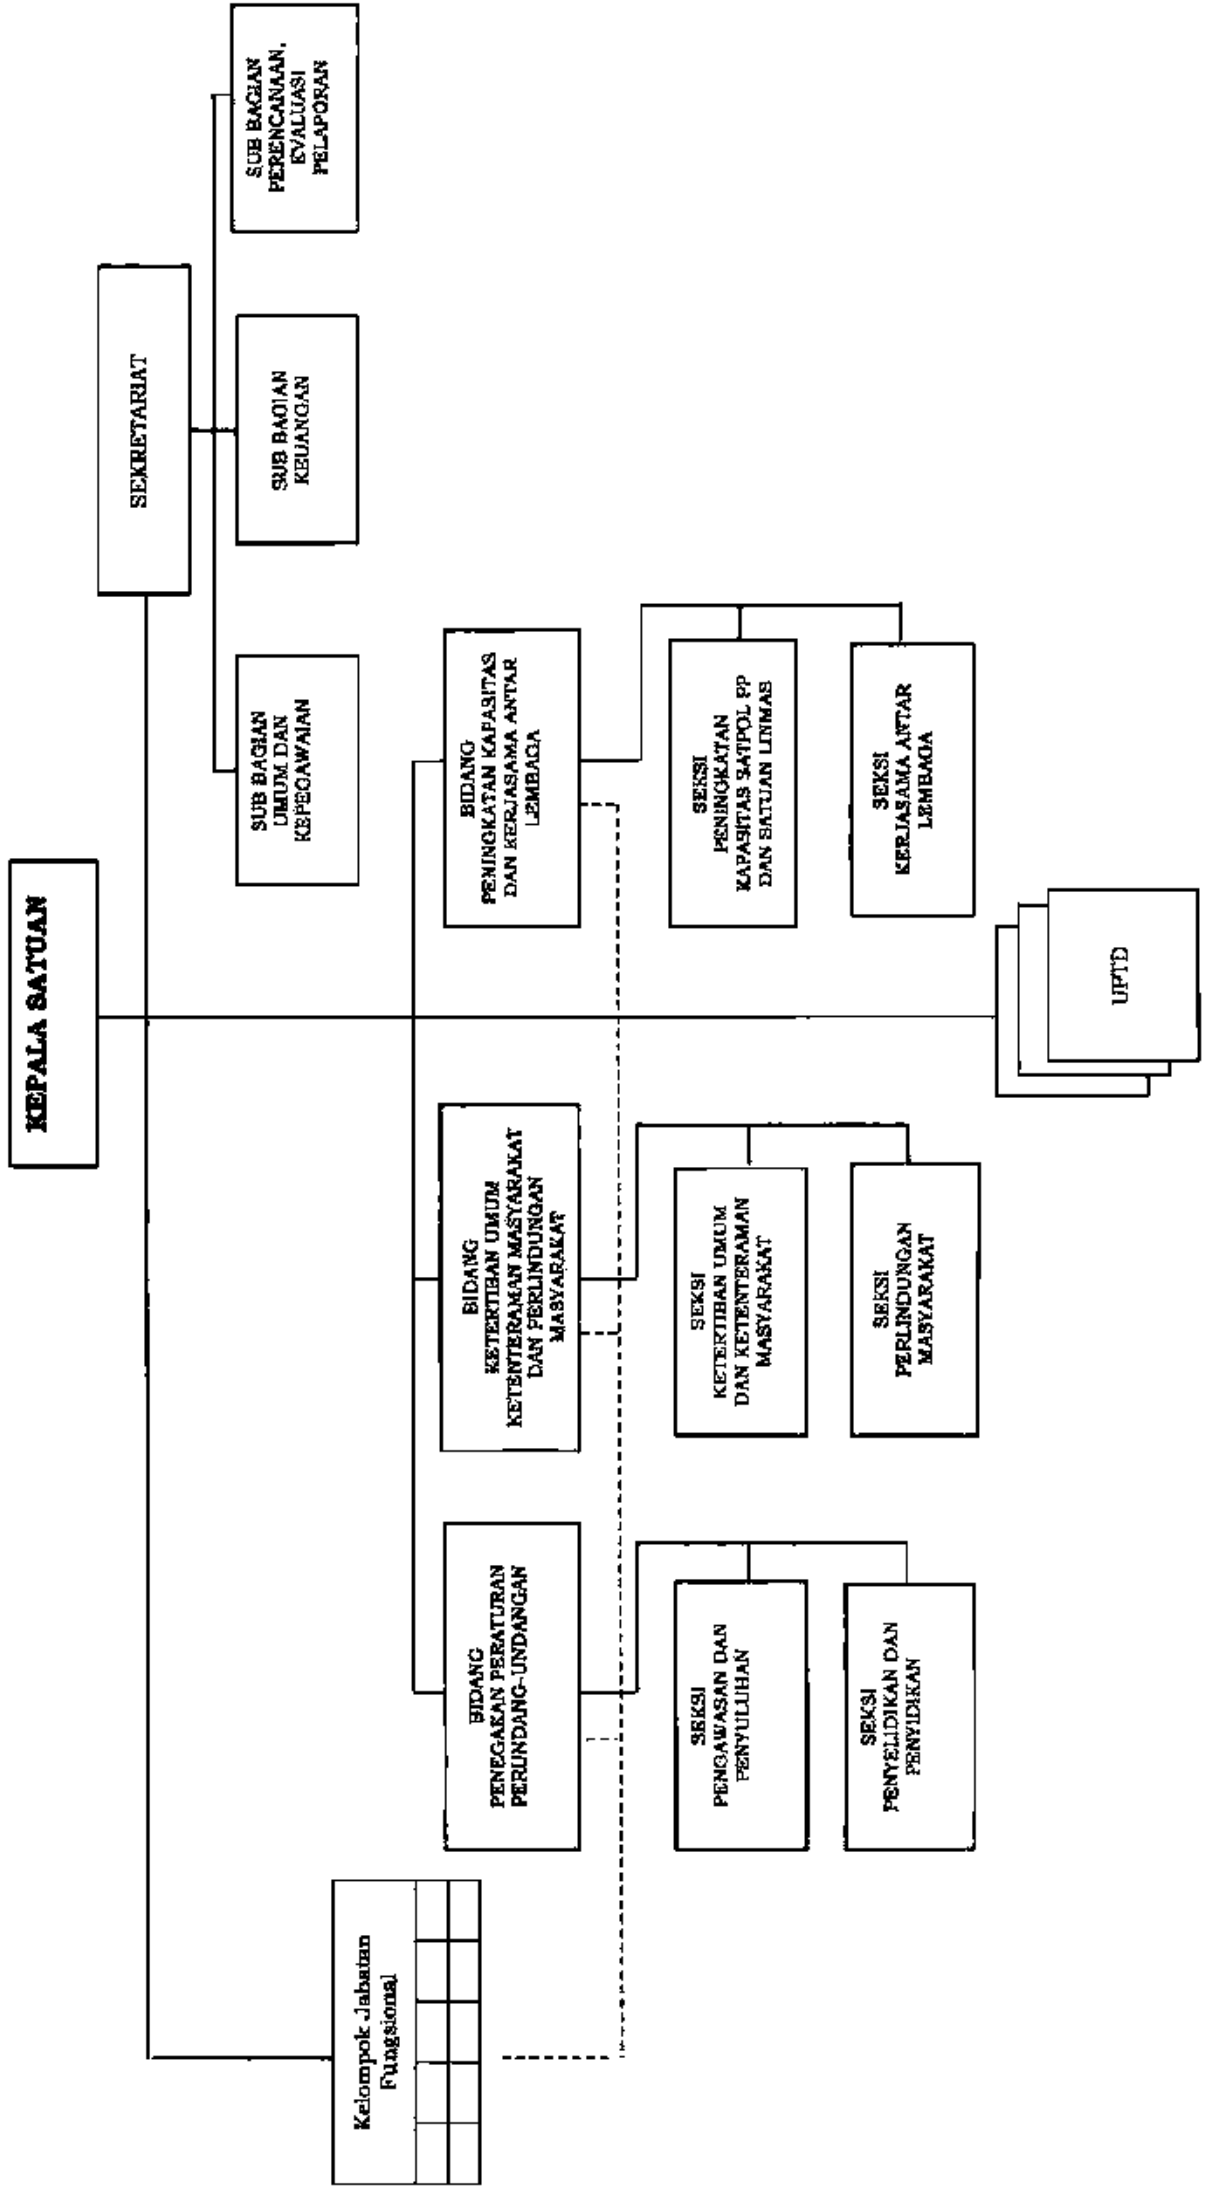 KEPALA SATUAN
SEKRETARIAT
SUB BAGIAN
UMUM DAN
KEPEGAWAIAN
SUB BAGIAN
KEUANGAN
SUB BAGIAN
PERENCANAAN,
EVALUASI
PELAPORAN
Kelompok Jabatan
Fungsional
BIDANG
PENEGAKAN PERATURAN
PERUNDANG-UNDANGAN
BIDANG
KETERTIBAN UMUM
KETENTERAMAN MASYARAKAT
DAN PERLINDUNGAN
MASYARAKAT
BIDANG
PENINGKATAN KAPASITAS
DAN KERJASAMA ANTAR
LEMBAGA
SEKSI
PENGAWASAN DAN
PENYULUHAN
SEKSI
KETERTIBAN UMUM
DAN KETENTERAMAN
MASYARAKAT
SEKSI
PENINGKATAN
KAPASITAS SATPOL PP
DAN SATUAN LINMAS
SEKSI
PENYELIDIKAN DAN
PENYIDIKAN
SEKSI
PERLINDUNGAN
MASYARAKAT
SEKSI
KERJASAMA ANTAR
LEMBAGA
UPTD